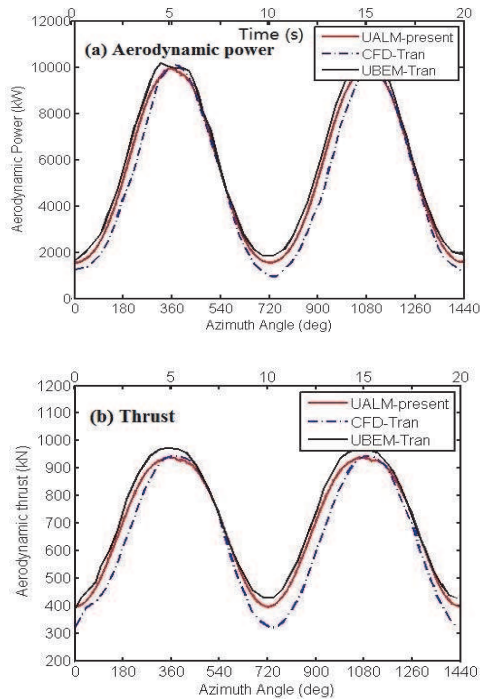 0 5 Time (s) 10 15 20
(a) Aerodynamic power
UALM-present
CFD-Tran
UBEM-Tran
Aerodynamic Power (kW)
12000
10000
8000
6000
4000
2000
0
0 180 360 540 720 900 1080 1260 1440
Azimuth Angle (deg)
0 5 10 15 20
(b) Thrust
UALM-present
CFD-Tran
UBEM-Tran
Aerodynamic thrust (kN)
1200
1100
1000
900
800
700
600
500
400
300
200
0 180 360 540 720 900 1080 1260 1440
Azimuth Angle (deg)